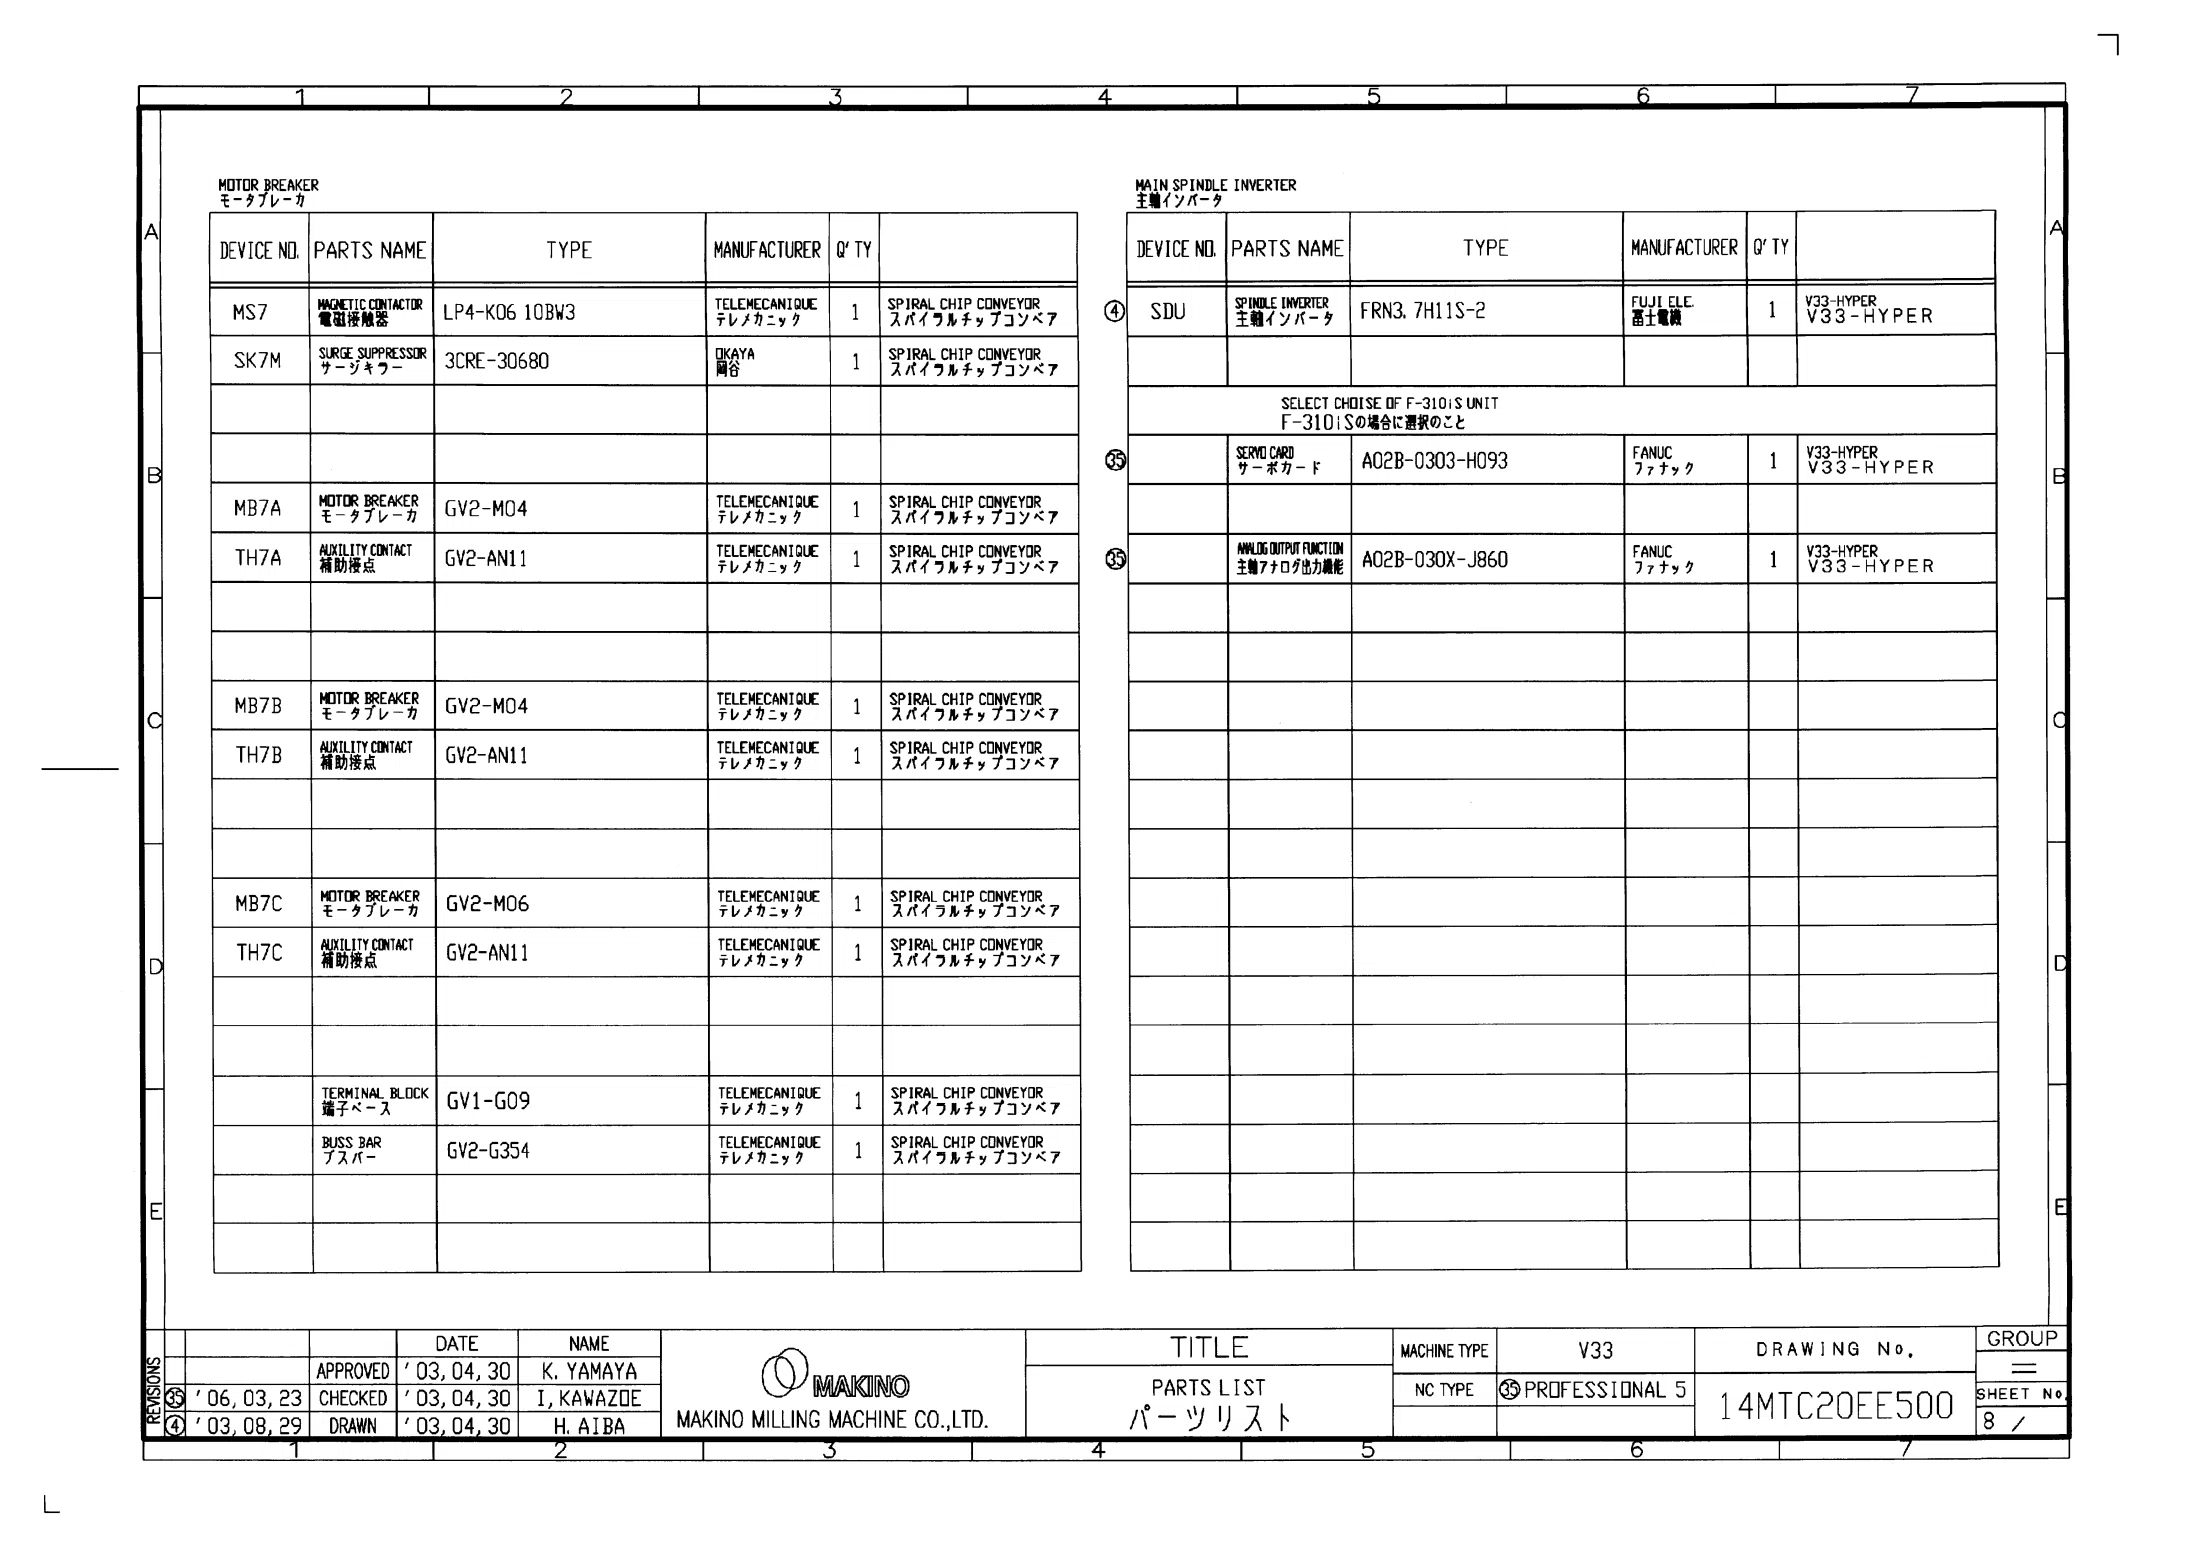 1 2 3 4 5 6 7
MOTOR BREAKER
モータブレーカ
DEVICE NO. PARTS NAME TYPE MANUFACTURER Q'TY
MS7 MAGNETIC CONTACTOR LP4-K06 10BW3 TELEMECANIQUE 1 SPIRAL CHIP CONVEYOR
電磁接触器 テレメカニック スパイラルチップコンベア
SK7M SURGE SUPPRESSOR 3CRE-30680 OKAYA 1 SPIRAL CHIP CONVEYOR
サージキラー 岡谷 スパイラルチップコンベア
MB7A MOTOR BREAKER GV2-M04 TELEMECANIQUE 1 SPIRAL CHIP CONVEYOR
モータブレーカ テレメカニック スパイラルチップコンベア
TH7A AUXILITY CONTACT GV2-AN11 TELEMECANIQUE 1 SPIRAL CHIP CONVEYOR
補助接点 テレメカニック スパイラルチップコンベア
MB7B MOTOR BREAKER GV2-M04 TELEMECANIQUE 1 SPIRAL CHIP CONVEYOR
モータブレーカ テレメカニック スパイラルチップコンベア
TH7B AUXILITY CONTACT GV2-AN11 TELEMECANIQUE 1 SPIRAL CHIP CONVEYOR
補助接点 テレメカニック スパイラルチップコンベア
MB7C MOTOR BREAKER GV2-M06 TELEMECANIQUE 1 SPIRAL CHIP CONVEYOR
モータブレーカ テレメカニック スパイラルチップコンベア
TH7C AUXILITY CONTACT GV2-AN11 TELEMECANIQUE 1 SPIRAL CHIP CONVEYOR
補助接点 テレメカニック スパイラルチップコンベア
TERMINAL BLOCK GV1-G09 TELEMECANIQUE 1 SPIRAL CHIP CONVEYOR
端子ベース テレメカニック スパイラルチップコンベア
BUSS BAR GV2-G354 TELEMECANIQUE 1 SPIRAL CHIP CONVEYOR
ブスバー テレメカニック スパイラルチップコンベア
MAIN SPINDLE INVERTER
主軸インバータ
DEVICE NO. PARTS NAME TYPE MANUFACTURER Q'TY
④ SDU SPINDLE INVERTER FRN3.7H11S-2 FUJI ELE. 1 V33-HYPER
主軸インバータ 富士電機 V33-HYPER
SELECT CHOISE OF F-310iS UNIT
F-310iSの場合に選択のこと
㉟ SERVO CARD A02B-0303-H093 FANUC 1 V33-HYPER
サーボカード ファナック V33-HYPER
㉟ ANALOG OUTPUT FUNCTION A02B-030X-J860 FANUC 1 V33-HYPER
主軸アナログ出力機能 ファナック V33-HYPER
A A
B B
C C
D D
E E
REVISIONS
DATE NAME
APPROVED '03,04,30 K. YAMAYA
㉟ '06,03,23 CHECKED '03,04,30 I, KAWAZOE
④ '03,08,29 DRAWN '03,04,30 H. AIBA
MAKINO
MAKINO MILLING MACHINE CO.,LTD.
TITLE
PARTS LIST
パーツリスト
MACHINE TYPE V33
NC TYPE ㉟PROFESSIONAL 5
DRAWING No.
14MTC20EE500
GROUP
=
SHEET No.
8 /
1 2 3 4 5 6 7